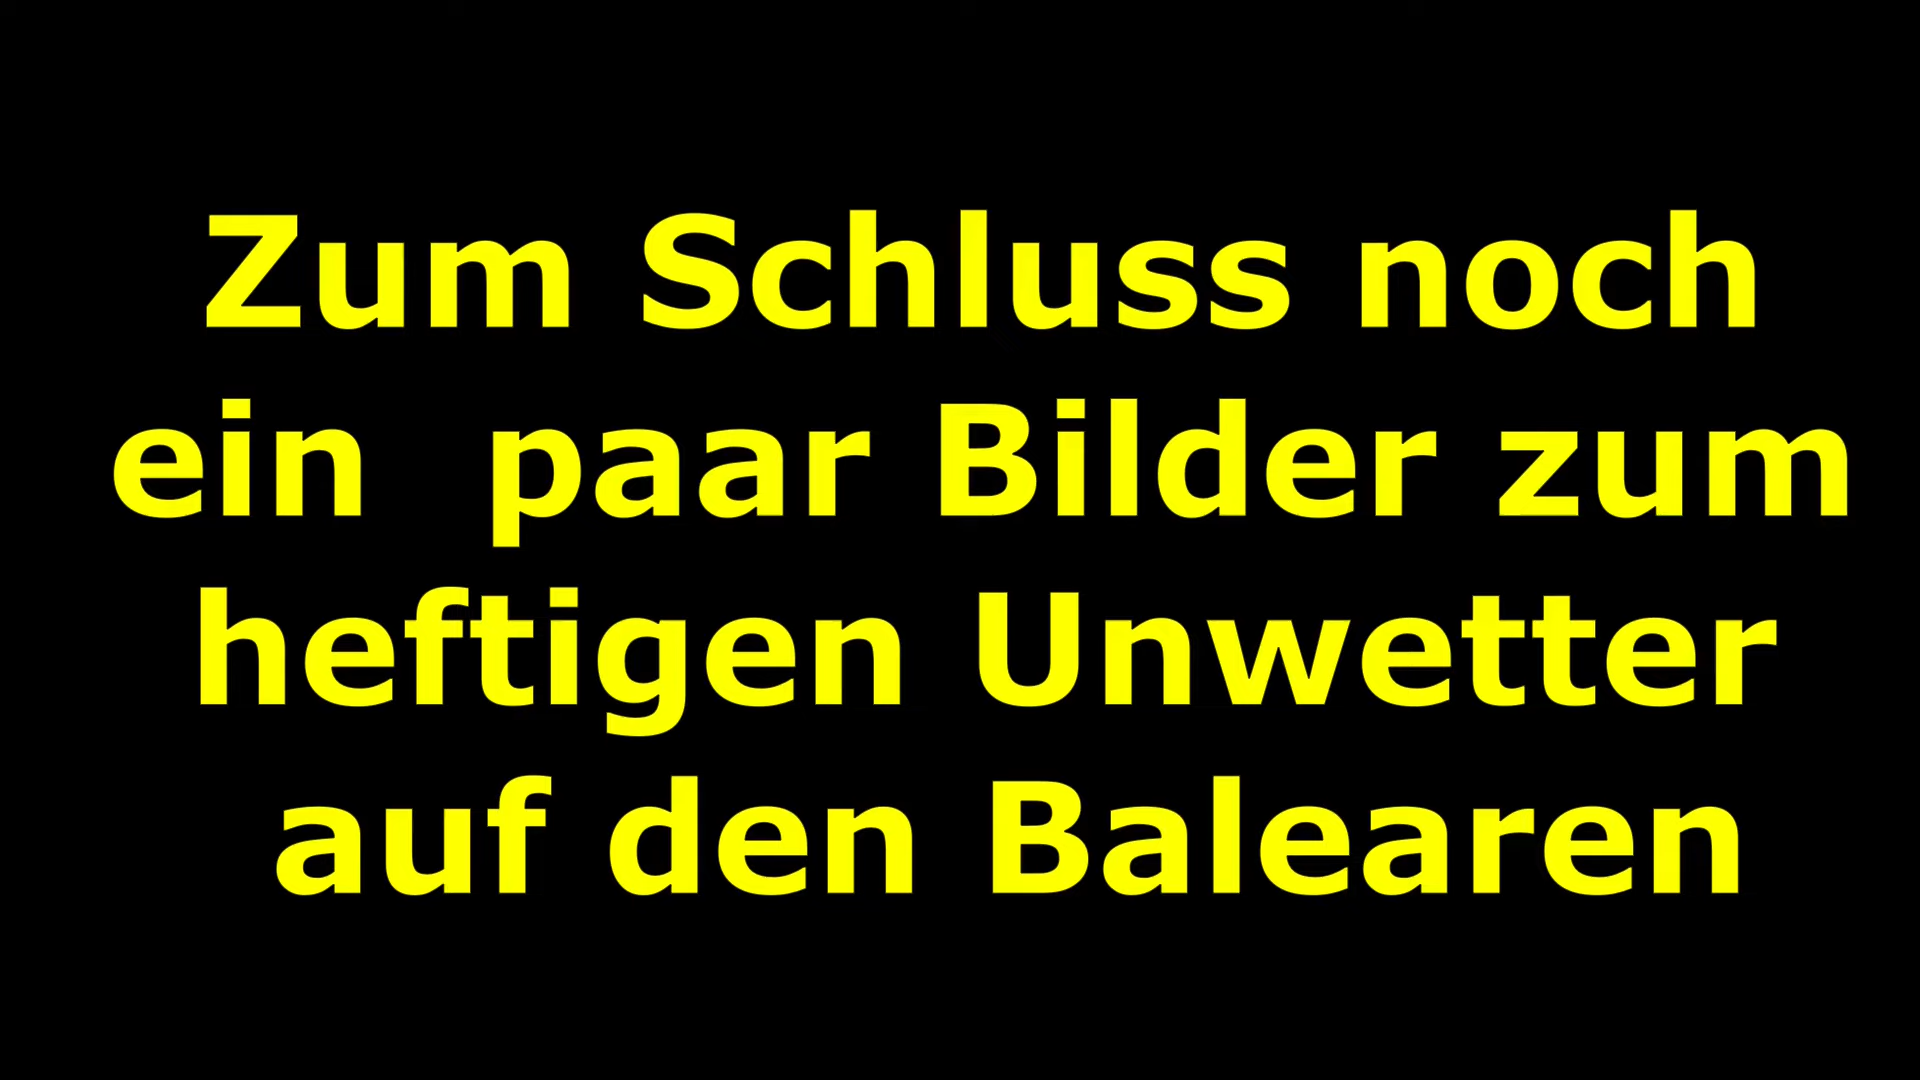 Zum Schluss noch
ein  paar Bilder zum
heftigen Unwetter
auf den Balearen